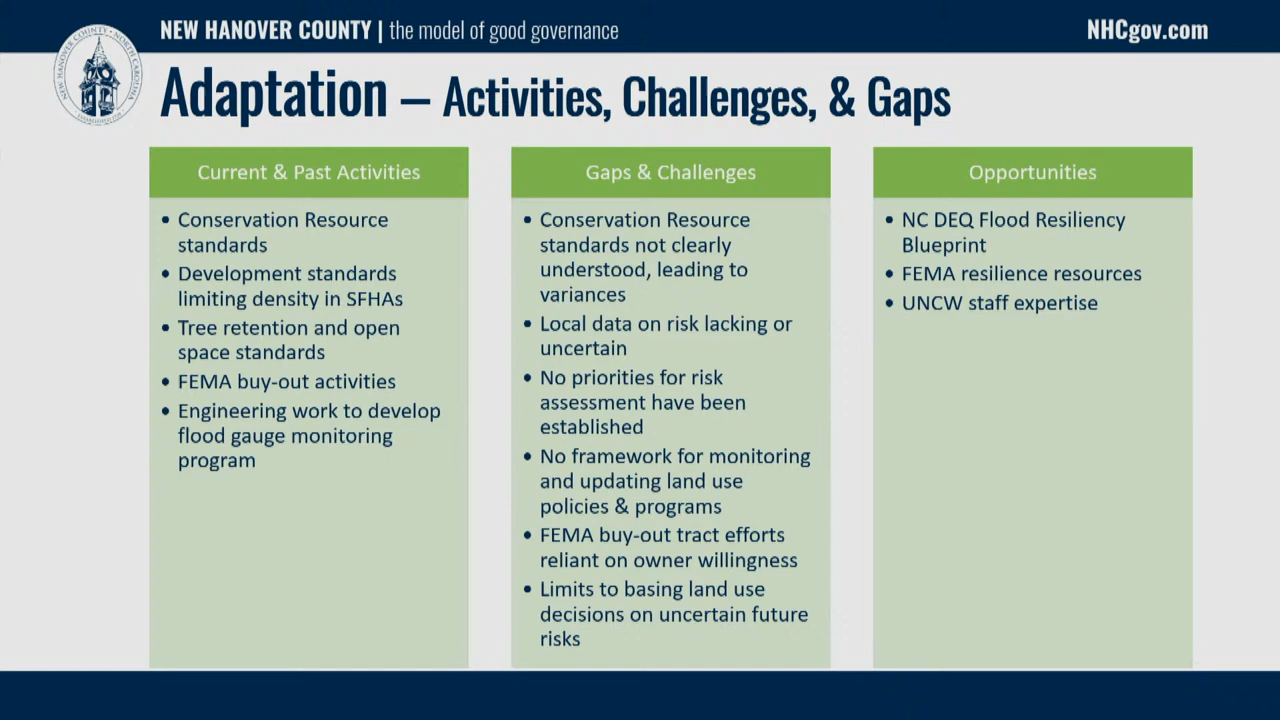 NEW HANOVER COUNTY | the model of good governance
NHCgov.com
NEW HANOVER COUNTY • NORTH CAROLINA
Adaptation – Activities, Challenges, & Gaps
Current & Past Activities
• Conservation Resource
standards
• Development standards
limiting density in SFHAs
• Tree retention and open
space standards
• FEMA buy-out activities
• Engineering work to develop
flood gauge monitoring
program
Gaps & Challenges
• Conservation Resource
standards not clearly
understood, leading to
variances
• Local data on risk lacking or
uncertain
• No priorities for risk
assessment have been
established
• No framework for monitoring
and updating land use
policies & programs
• FEMA buy-out tract efforts
reliant on owner willingness
• Limits to basing land use
decisions on uncertain future
risks
Opportunities
• NC DEQ Flood Resiliency
Blueprint
• FEMA resilience resources
• UNCW staff expertise